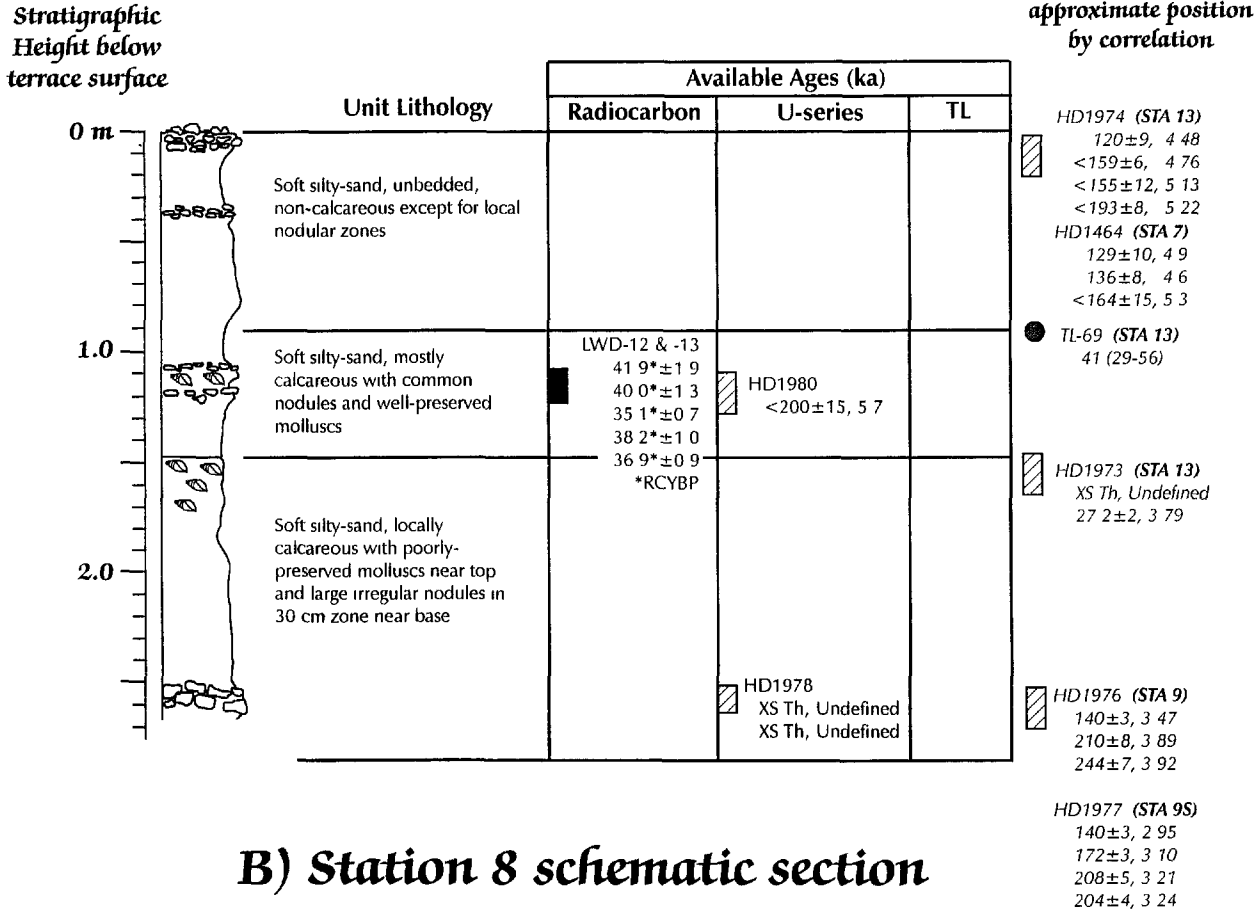 Stratigraphic
Height below
terrace surface
approximate position
by correlation
Available Ages (ka)
Unit Lithology
Radiocarbon
U-series
TL
0 m
1.0
2.0
Soft silty-sand, unbedded,
non-calcareous except for local
nodular zones
Soft silty-sand, mostly
calcareous with common
nodules and well-preserved
molluscs
LWD-12 & -13
41 9*±1 9
40 0*±1 3
35 1*±0 7
38 2*±1 0
36 9*±0 9
*RCYBP
HD1980
<200±15, 5 7
Soft silty-sand, locally
calcareous with poorly-
preserved molluscs near top
and large irregular nodules in
30 cm zone near base
HD1978
XS Th, Undefined
XS Th, Undefined
HD1974 (STA 13)
120±9, 4 48
<159±6, 4 76
<155±12, 5 13
<193±8, 5 22
HD1464 (STA 7)
129±10, 4 9
136±8, 4 6
<164±15, 5 3
TL-69 (STA 13)
41 (29-56)
HD1973 (STA 13)
XS Th, Undefined
27 2±2, 3 79
HD1976 (STA 9)
140±3, 3 47
210±8, 3 89
244±7, 3 92
HD1977 (STA 9S)
140±3, 2 95
172±3, 3 10
208±5, 3 21
204±4, 3 24
B) Station 8 schematic section